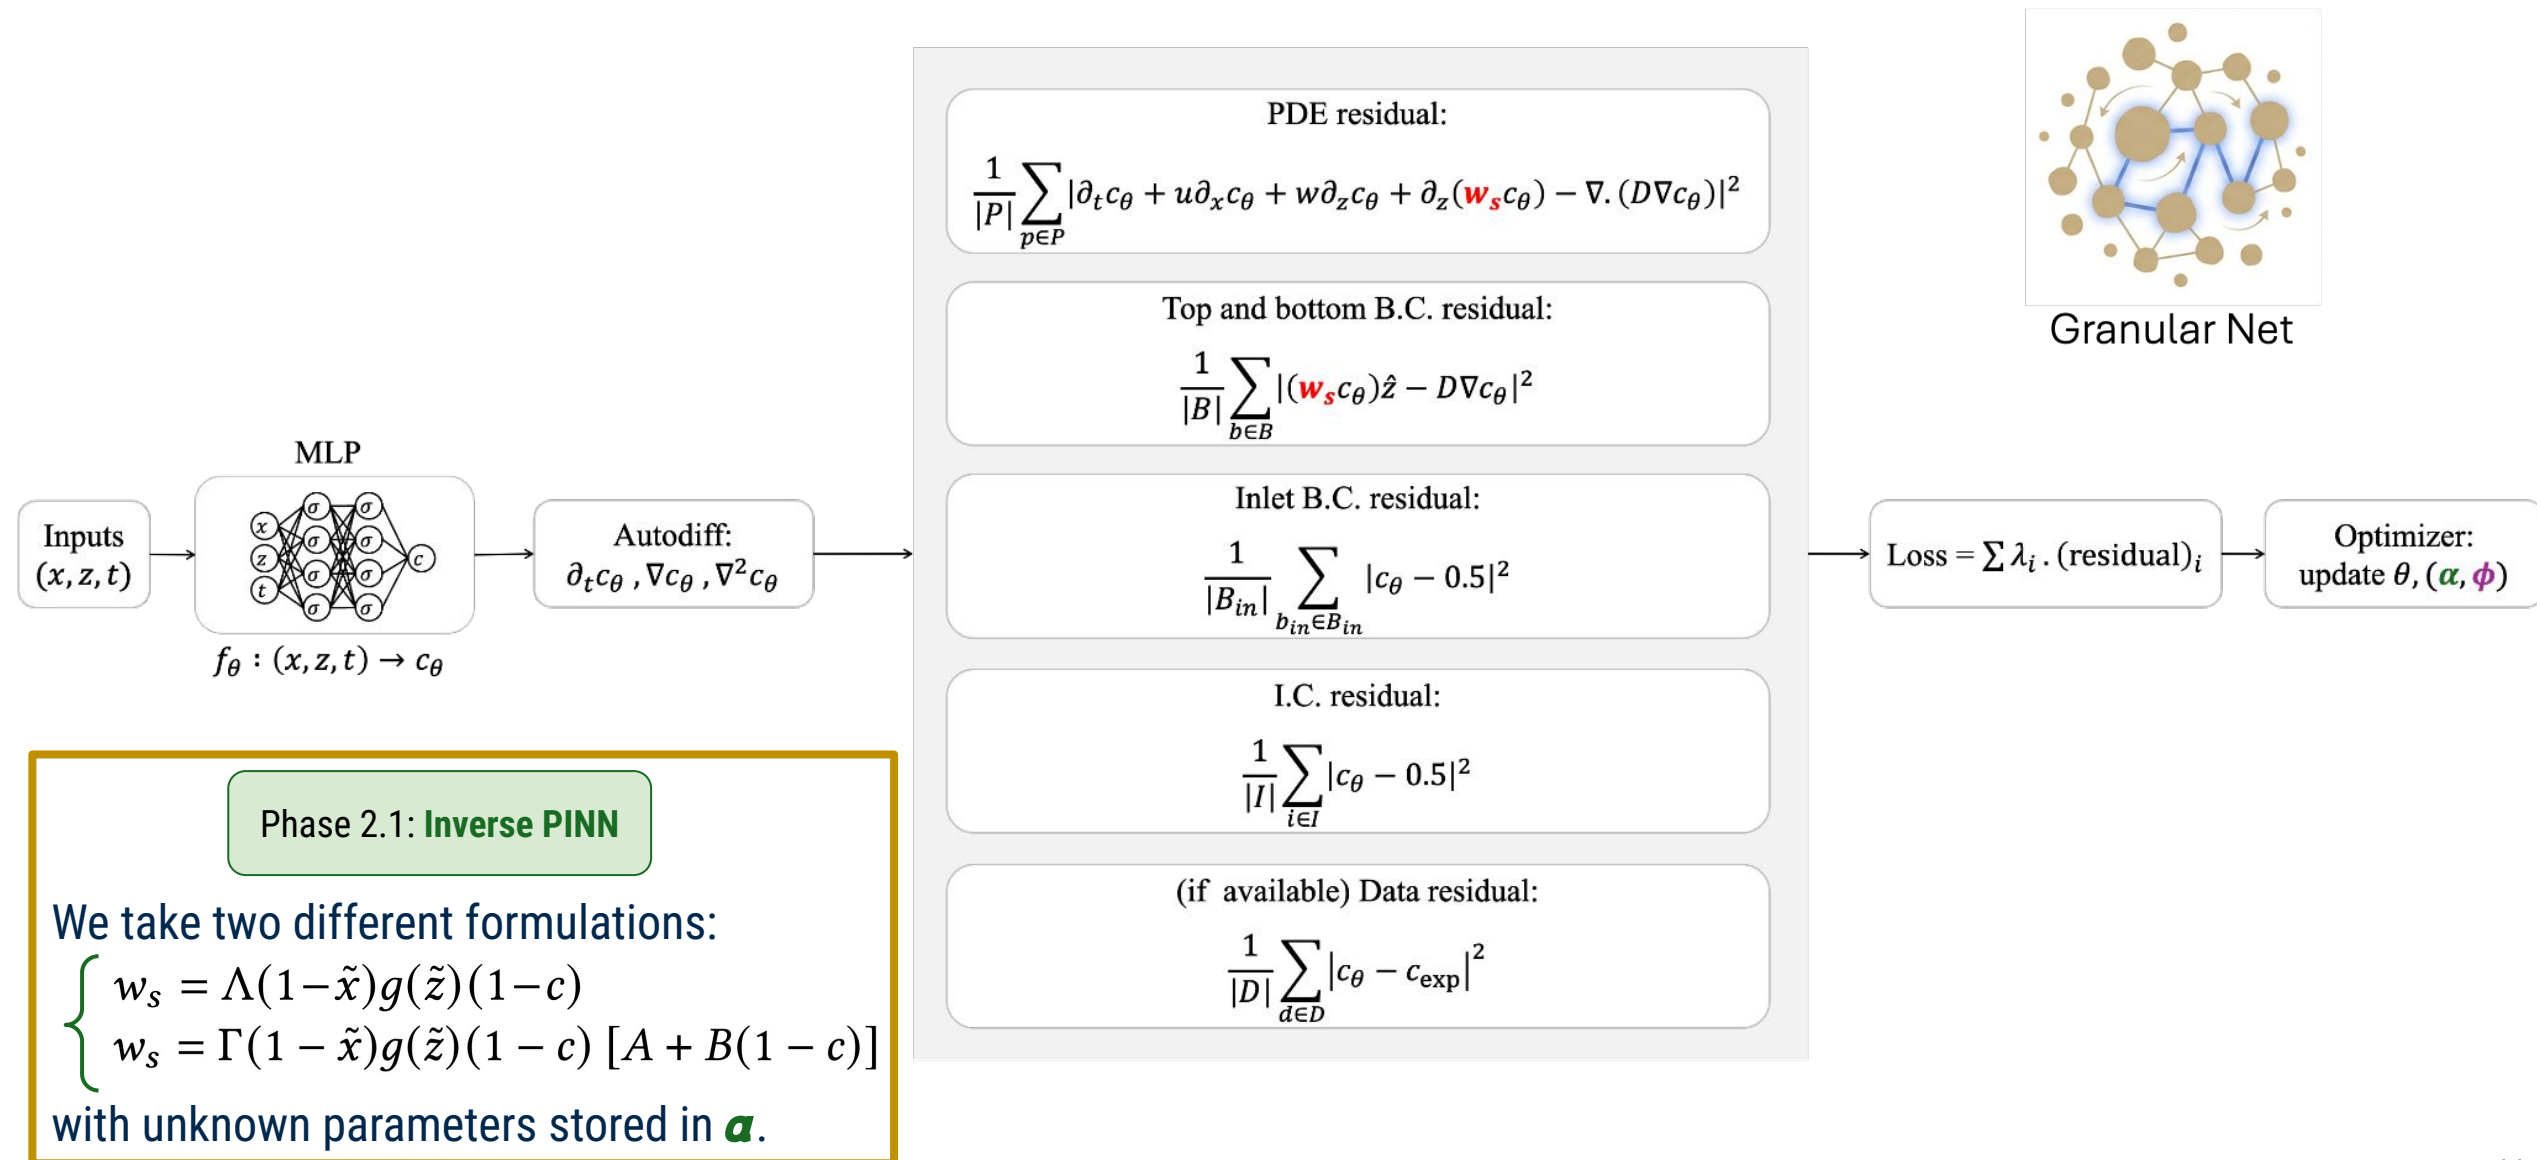 Granular Net
Inputs
(x, z, t)
MLP
x
z
t
σ σ
σ σ
σ σ
σ σ
c
f_θ : (x, z, t) → c_θ
Autodiff:
∂_t c_θ , ∇c_θ , ∇²c_θ
PDE residual:
1/|P| ∑_{p∈P} |∂_t c_θ + u∂_x c_θ + w∂_z c_θ + ∂_z(w_s c_θ) − ∇. (D∇c_θ)|²
Top and bottom B.C. residual:
1/|B| ∑_{b∈B} |(w_s c_θ)ẑ − D∇c_θ|²
Inlet B.C. residual:
1/|B_in| ∑_{b_in∈B_in} |c_θ − 0.5|²
I.C. residual:
1/|I| ∑_{i∈I} |c_θ − 0.5|²
(if available) Data residual:
1/|D| ∑_{d∈D} |c_θ − c_exp|²
Loss = ∑ λ_i . (residual)_i
Optimizer:
update θ, (α, ϕ)
Phase 2.1: Inverse PINN
We take two different formulations:
w_s = Λ(1−x̃)g(z̃)(1−c)
w_s = Γ(1 − x̃)g(z̃)(1 − c) [A + B(1 − c)]
with unknown parameters stored in α.